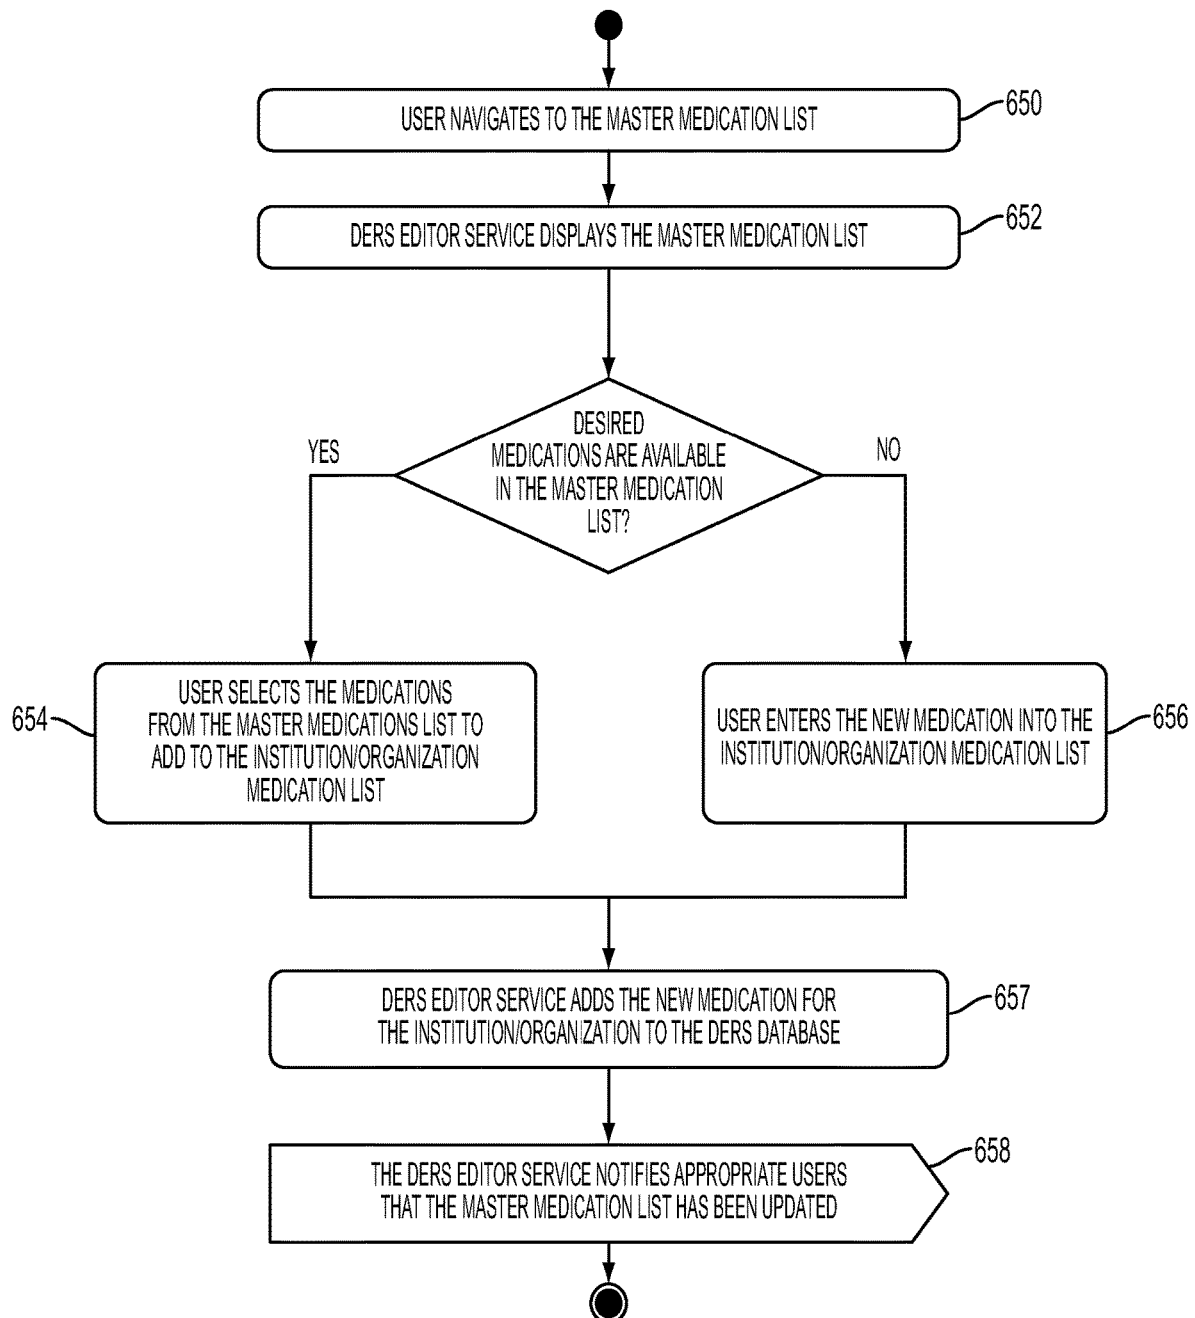 USER NAVIGATES TO THE MASTER MEDICATION LIST
650
DERS EDITOR SERVICE DISPLAYS THE MASTER MEDICATION LIST
652
DESIRED
MEDICATIONS ARE AVAILABLE
IN THE MASTER MEDICATION
LIST?
YES
NO
654
USER SELECTS THE MEDICATIONS
FROM THE MASTER MEDICATIONS LIST TO
ADD TO THE INSTITUTION/ORGANIZATION
MEDICATION LIST
USER ENTERS THE NEW MEDICATION INTO THE
INSTITUTION/ORGANIZATION MEDICATION LIST
656
DERS EDITOR SERVICE ADDS THE NEW MEDICATION FOR
THE INSTITUTION/ORGANIZATION TO THE DERS DATABASE
657
THE DERS EDITOR SERVICE NOTIFIES APPROPRIATE USERS
THAT THE MASTER MEDICATION LIST HAS BEEN UPDATED
658